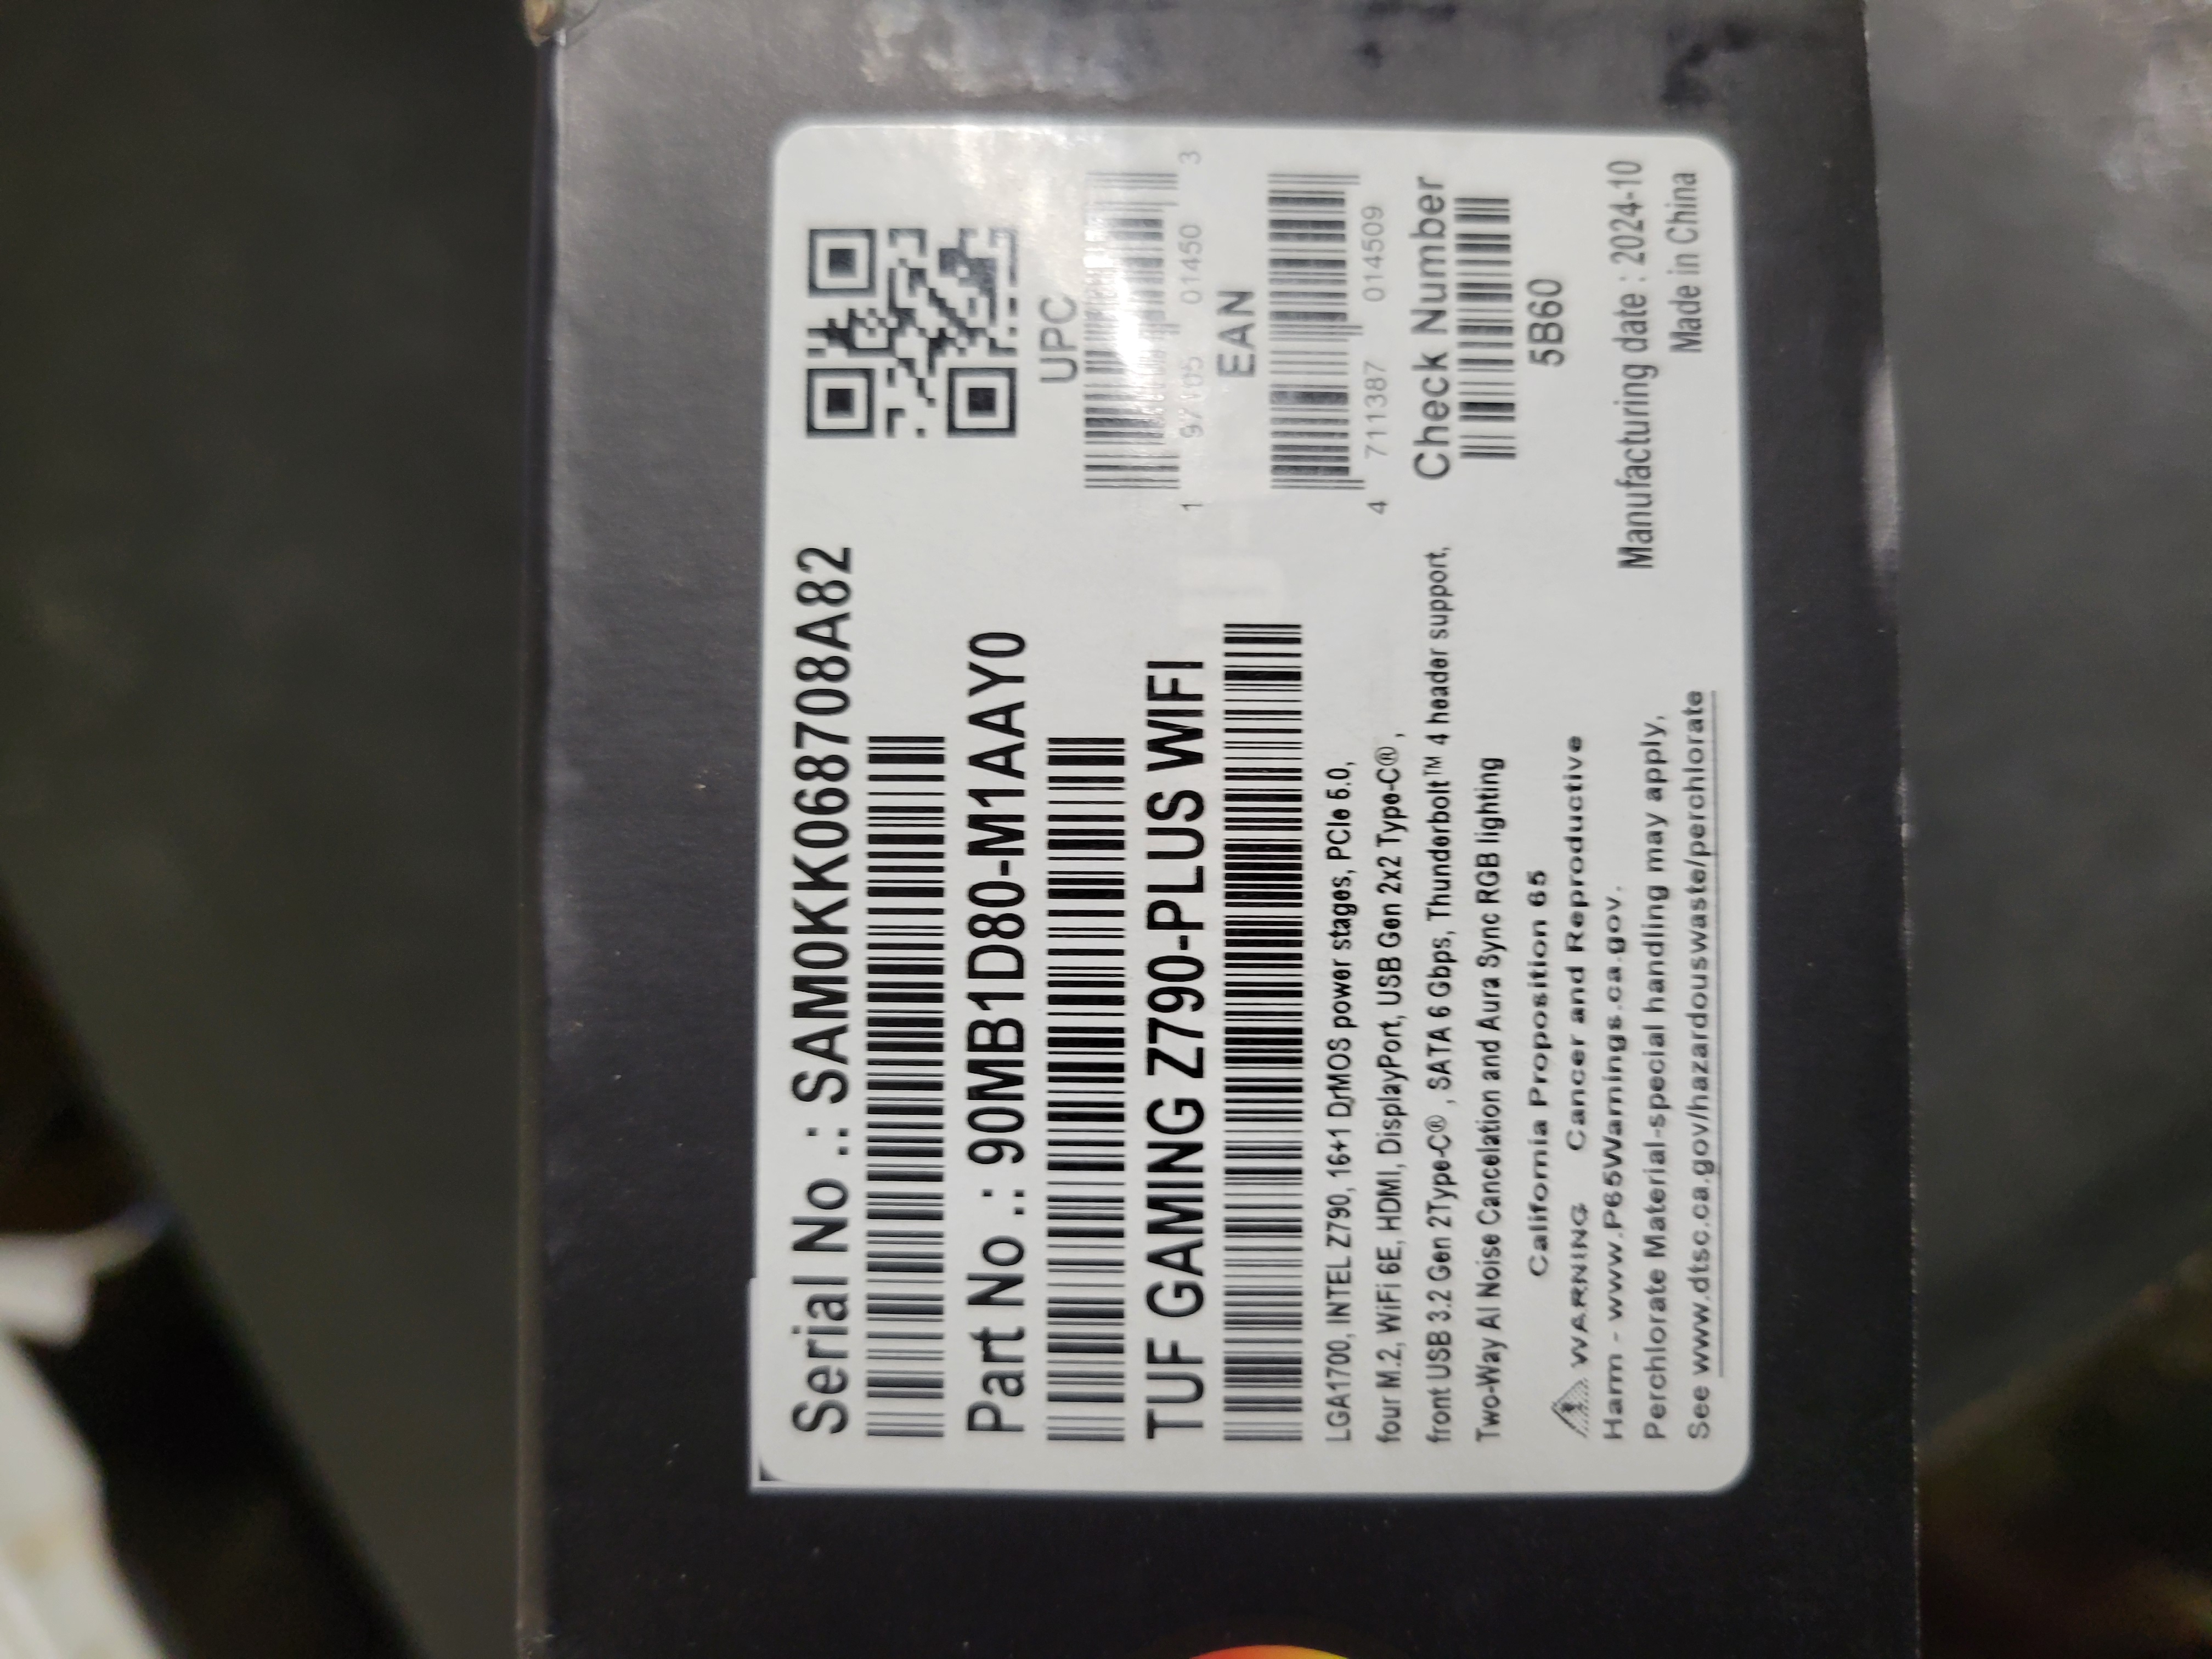 Serial No .: SAM0KK068708A82
Part No .: 90MB1D80-M1AAY0
TUF GAMING Z790-PLUS WIFI
LGA1700, INTEL Z790, 16+1 DrMOS power stages, PCIe 5.0,
four M.2, WiFi 6E, HDMI, DisplayPort, USB Gen 2x2 Type-C®,
front USB 3.2 Gen 2Type-C® , SATA 6 Gbps, Thunderbolt™ 4 header support,
Two-Way AI Noise Cancelation and Aura Sync RGB lighting
California Proposition 65
WARNING Cancer and Reproductive
Harm - www.P65Warnings.ca.gov.
Perchlorate Material-special handling may apply,
See www.dtsc.ca.gov/hazardouswaste/perchlorate
UPC
1 01450 3
EAN
4 711387 014509
Check Number
5B60
Manufacturing date : 2024-10
Made in China